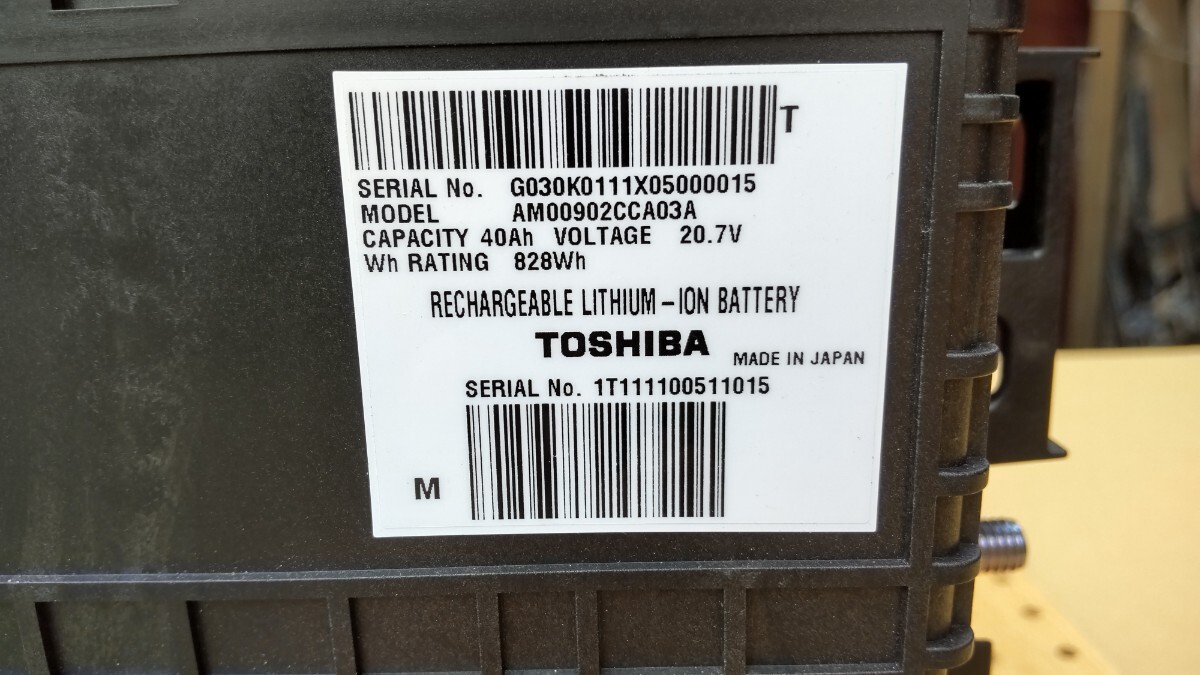 T
SERIAL No. G030K0111X05000015
MODEL AM00902CCA03A
CAPACITY 40Ah VOLTAGE 20.7V
Wh RATING 828Wh
RECHARGEABLE LITHIUM-ION BATTERY
TOSHIBA
MADE IN JAPAN
SERIAL No. 1T111100511015
M